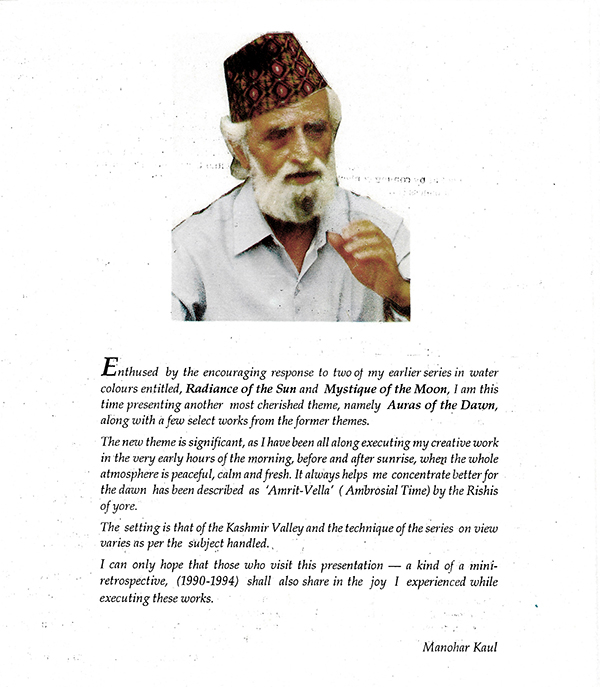 Enthused by the encouraging response to two of my earlier series in water
colours entitled, Radiance of the Sun and Mystique of the Moon, I am this
time presenting another most cherished theme, namely Auras of the Dawn,
along with a few select works from the former themes.
The new theme is significant, as I have been all along executing my creative work
in the very early hours of the morning, before and after sunrise, when the whole
atmosphere is peaceful, calm and fresh. It always helps me concentrate better for
the dawn has been described as 'Amrit-Vella' ( Ambrosial Time) by the Rishis
of yore.
The setting is that of the Kashmir Valley and the technique of the series on view
varies as per the subject handled.
I can only hope that those who visit this presentation — a kind of a mini-
retrospective, (1990-1994) shall also share in the joy I experienced while
executing these works.
Manohar Kaul